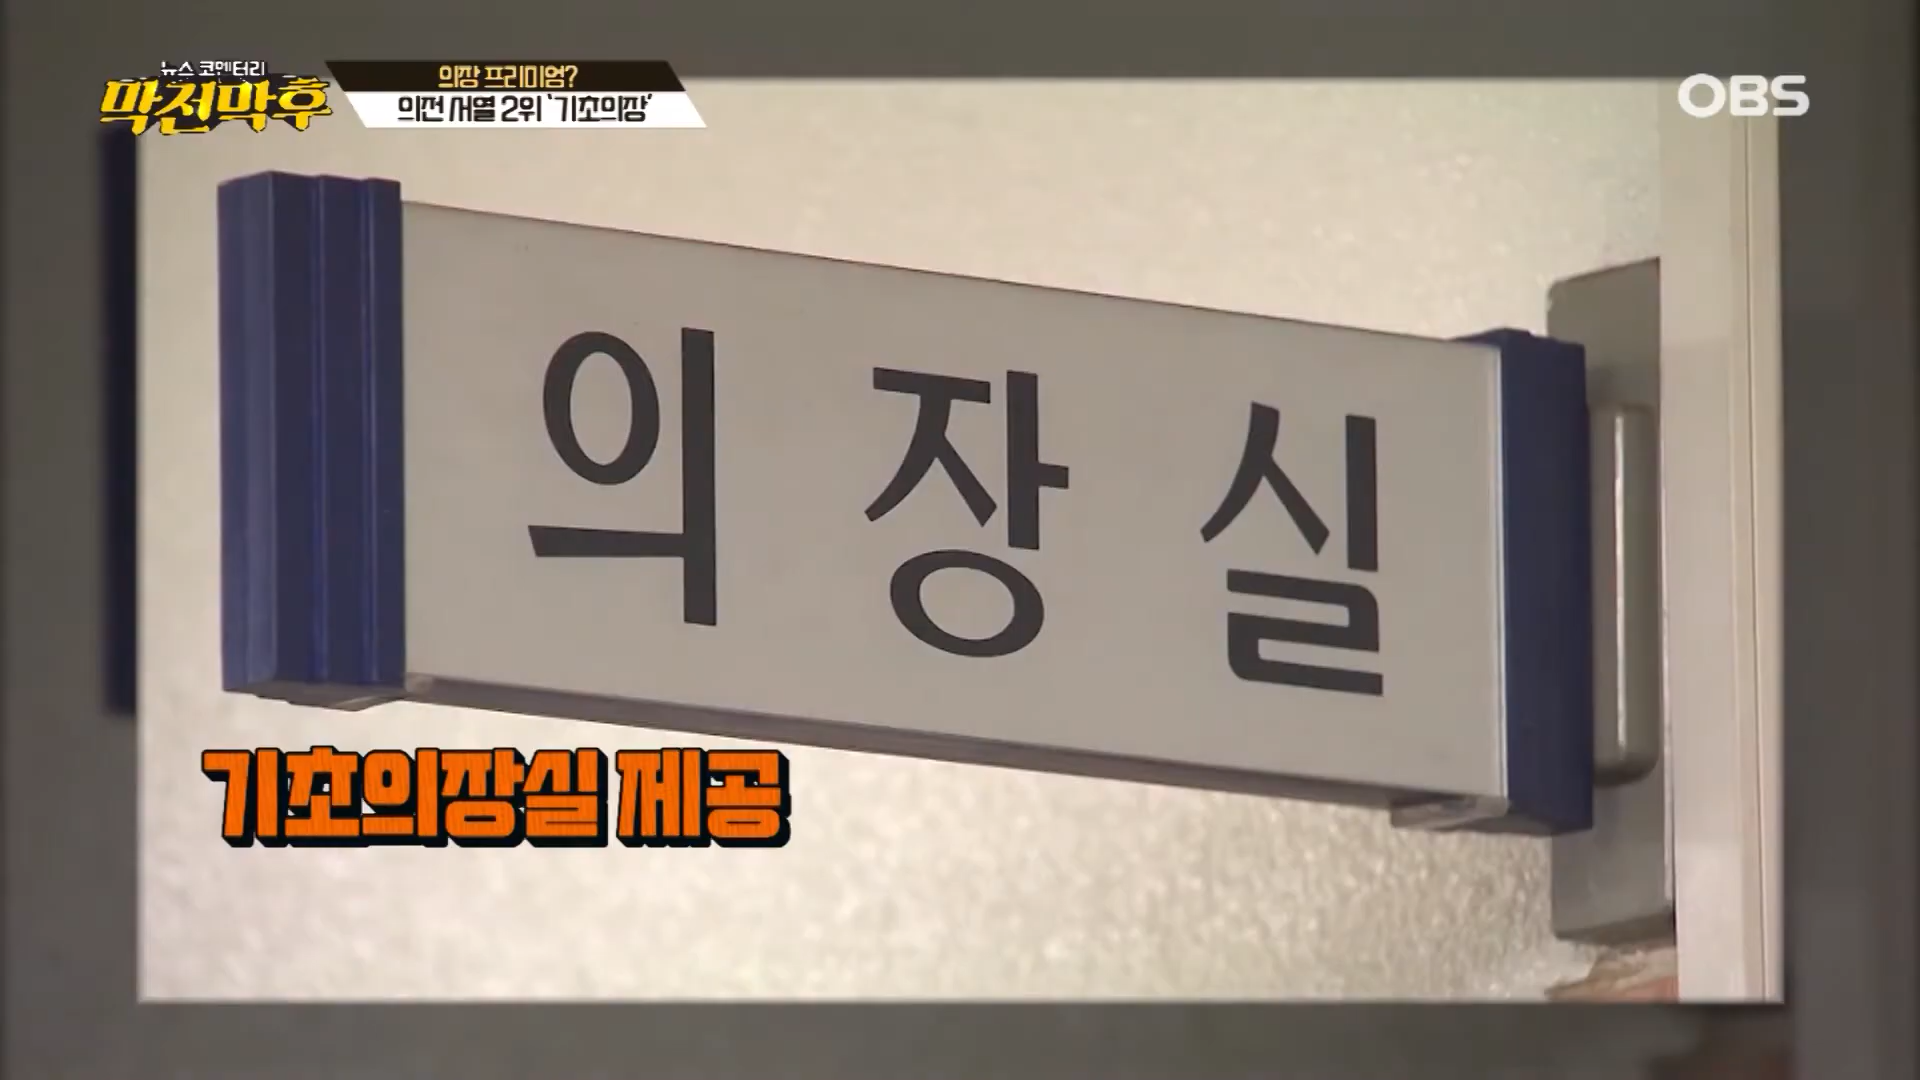 뉴스 코멘터리
막전막후
의장 프리미엄?
의전 서열 2위 '기초의장'
OBS
의장실
기초의장실 제공